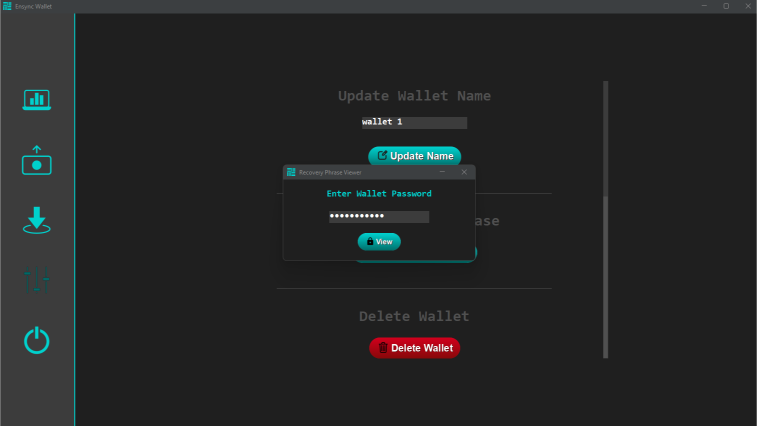 Ensync Wallet
Update Wallet Name
wallet 1
Update Name
Recovery Phrase Viewer
Enter Wallet Password
•••••••••••
View
ase
Delete Wallet
Delete Wallet